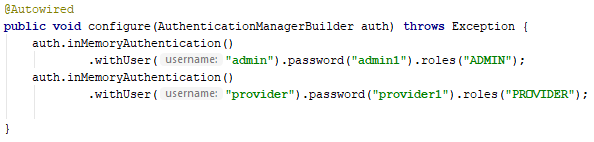 @Autowired
public void configure(AuthenticationManagerBuilder auth) throws Exception {
auth.inMemoryAuthentication()
.withUser( username: "admin").password("admin1").roles("ADMIN");
auth.inMemoryAuthentication()
.withUser( username: "provider").password("provider1").roles("PROVIDER");
}